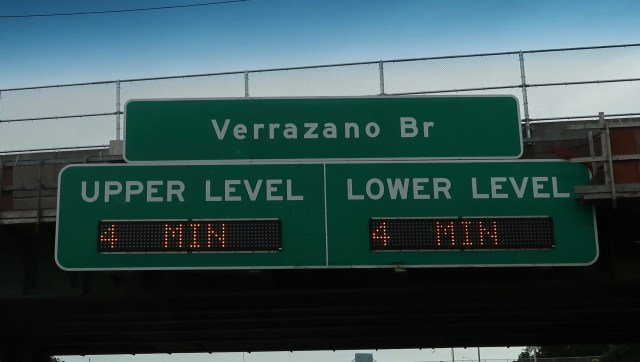 Verrazano Br
UPPER LEVEL
4 MIN
LOWER LEVEL
4 MIN